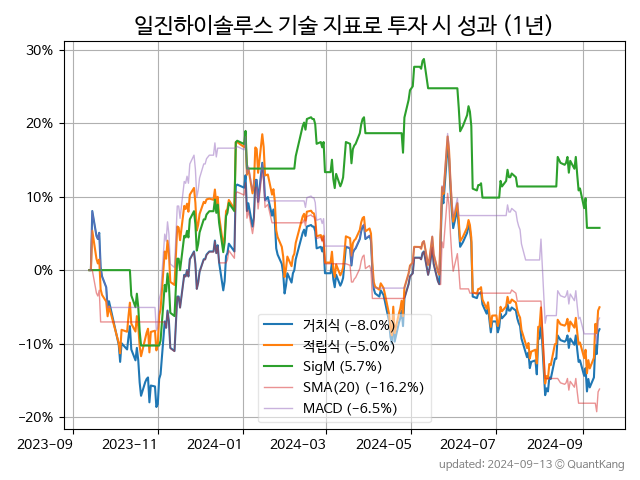 일진하이솔루스 기술 지표로 투자 시 성과 (1년)
30%
20%
10%
0%
−10%
−20%
거치식 (−8.0%)
적립식 (−5.0%)
SigM (5.7%)
SMA(20) (−16.2%)
MACD (−6.5%)
2023-09 2023-11 2024-01 2024-03 2024-05 2024-07 2024-09
updated: 2024-09-13 © QuantKang